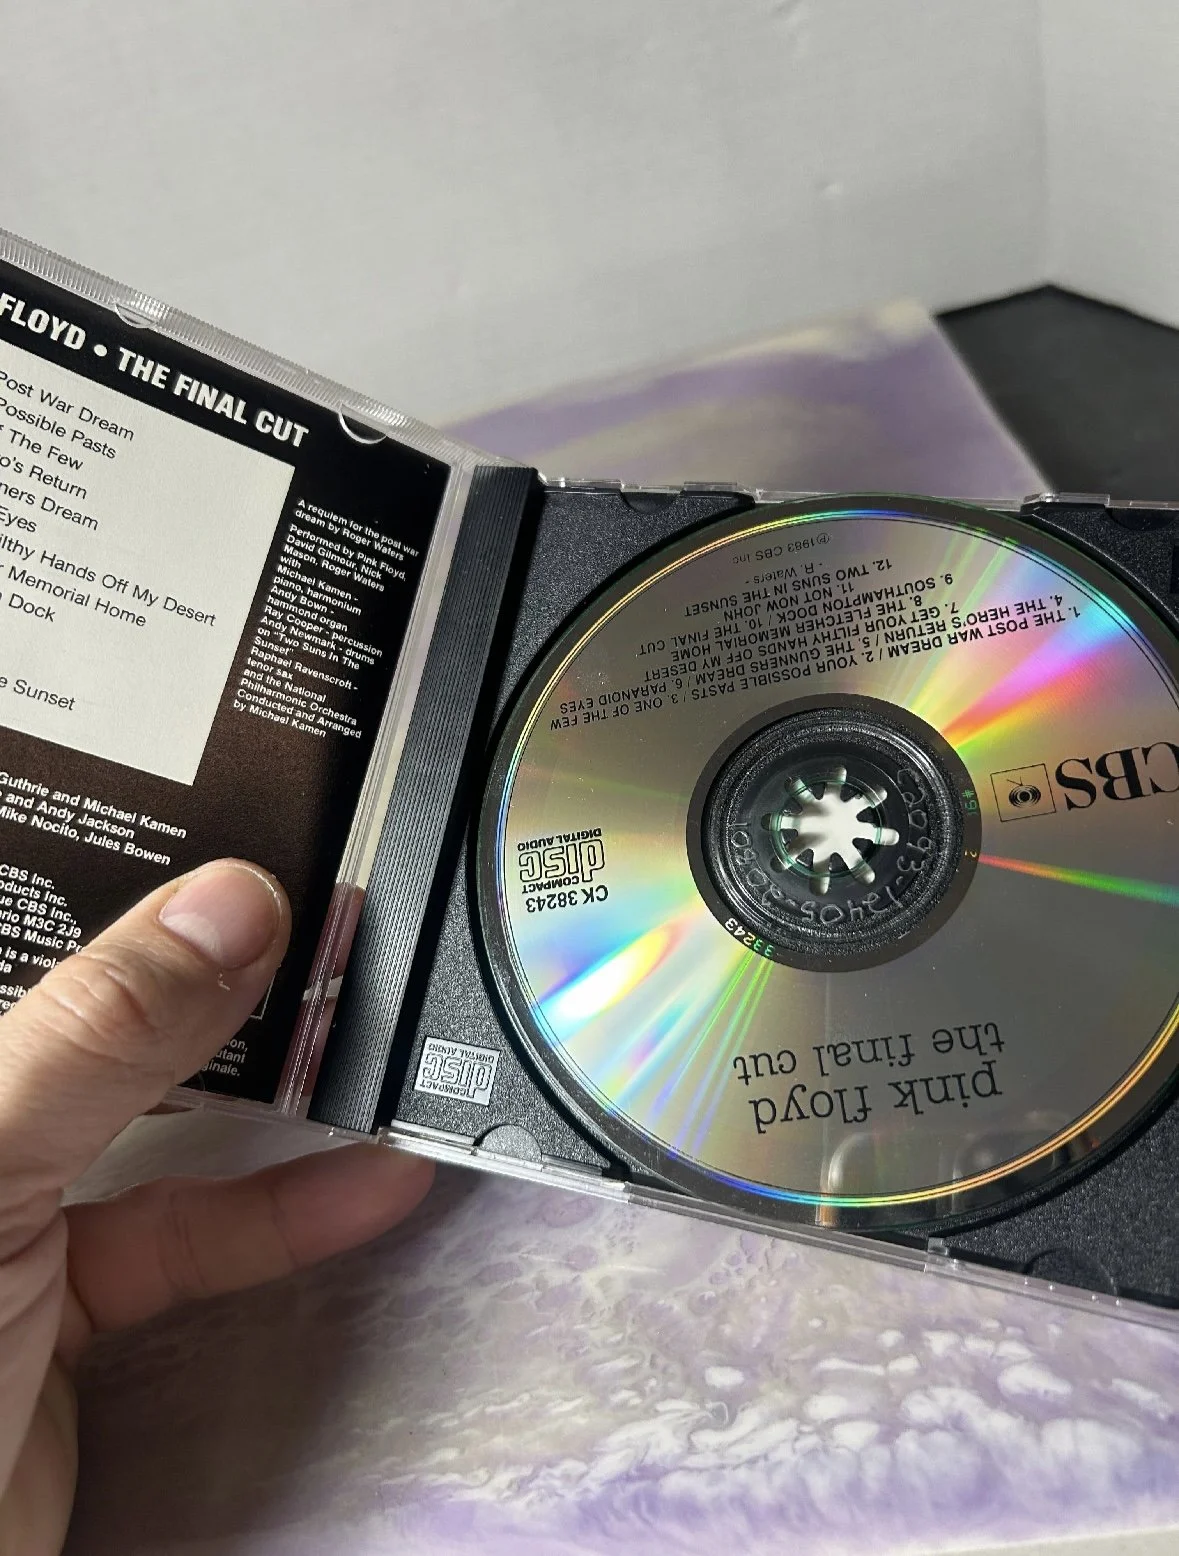 FLOYD • THE FINAL CUT
Post War Dream
Possible Pasts
The Few
Return
Dream
Eyes
Hands Off My Desert
Memorial Home
Dock
Sunset
A requiem for the post war
dream by Roger Waters
Performed by Pink Floyd,
David Gilmour, Nick
Mason, Roger Waters
with
Michael Kamen -
piano, harmonium
Andy Bown -
Hammond organ
Ray Cooper - percussion
Andy Newmark - drums
on "Two Suns In The
Sunset"
Raphael Ravenscroft -
tenor sax
and the National
Philharmonic Orchestra
Conducted and Arranged
by Michael Kamen
Guthrie and Michael Kamen
and Andy Jackson
Mike Nocito, Jules Bowen
CBS Inc.
Inc.
CBS Inc.,
M3C 2J9
is a
COMPACT
disc
DIGITAL AUDIO
pink floyd
the final cut
CK 38243
COMPACT
disc
DIGITAL AUDIO
CBS
38243
1. THE POST WAR DREAM / 2. YOUR POSSIBLE PASTS / 3. ONE OF THE FEW
4. THE HERO'S RETURN / 5. THE GUNNERS DREAM / 6. PARANOID EYES
7. GET YOUR FILTHY HANDS OFF MY DESERT
8. THE FLETCHER MEMORIAL HOME
9. SOUTHAMPTON DOCK / 10. THE FINAL CUT
11. NOT NOW JOHN
12. TWO SUNS IN THE SUNSET
- R. Waters -
℗1983 CBS Inc